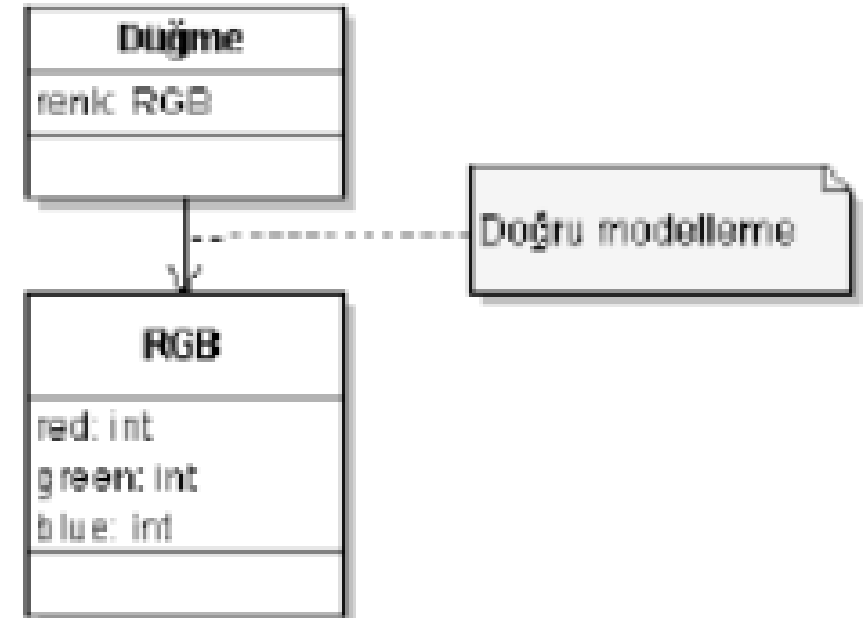 Düğme
renk: RGB
Doğru modelleme
RGB
red: int
green: int
blue: int